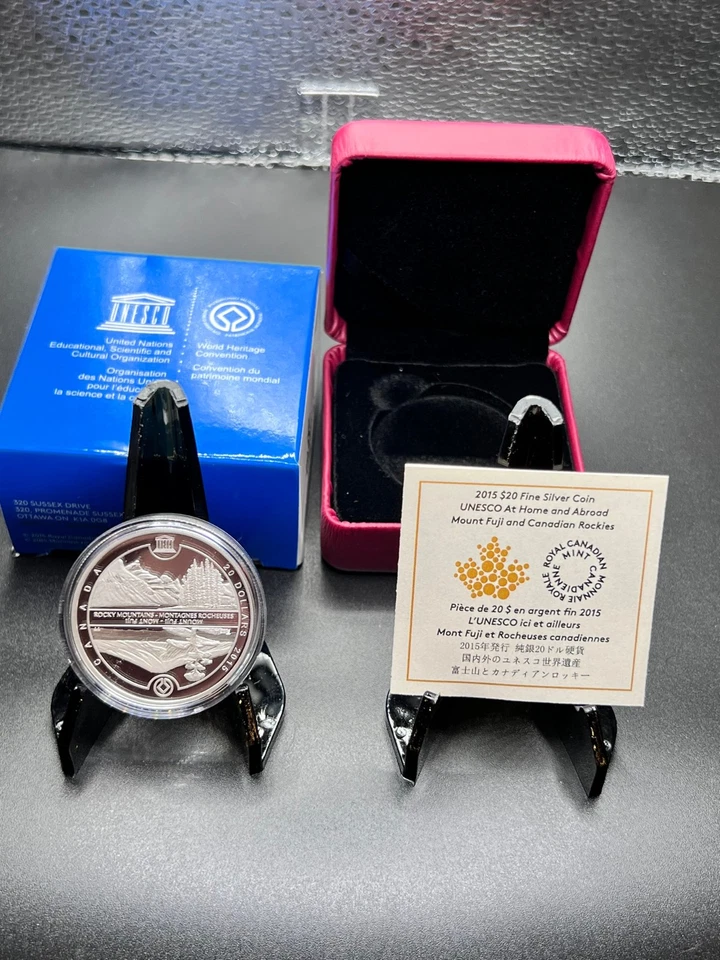 UNESCO
United Nations
Educational, Scientific and
Cultural Organization
Organisation
des Nations
pour l'éduc
la science et la
World Heritage
Convention
Convention du
patrimoine mondial
320 SUSSEX DRIVE
320, PROMENADE SUSSEX
OTTAWA ON K1A 0G8
© 2015
CANADA
20 DOLLARS 2015
ROCKY MOUNTAINS - MONTAGNES ROCHEUSES
MOUNT FUJI - MONT FUJI
2015 $20 Fine Silver Coin
UNESCO At Home and Abroad
Mount Fuji and Canadian Rockies
ROYAL CANADIAN MINT
MONNAIE ROYALE CANADIENNE
Pièce de 20 $ en argent fin 2015
L'UNESCO ici et ailleurs
Mont Fuji et Rocheuses canadiennes
2015年発行 純銀20ドル硬貨
国内外のユネスコ世界遺産
富士山とカナディアンロッキー